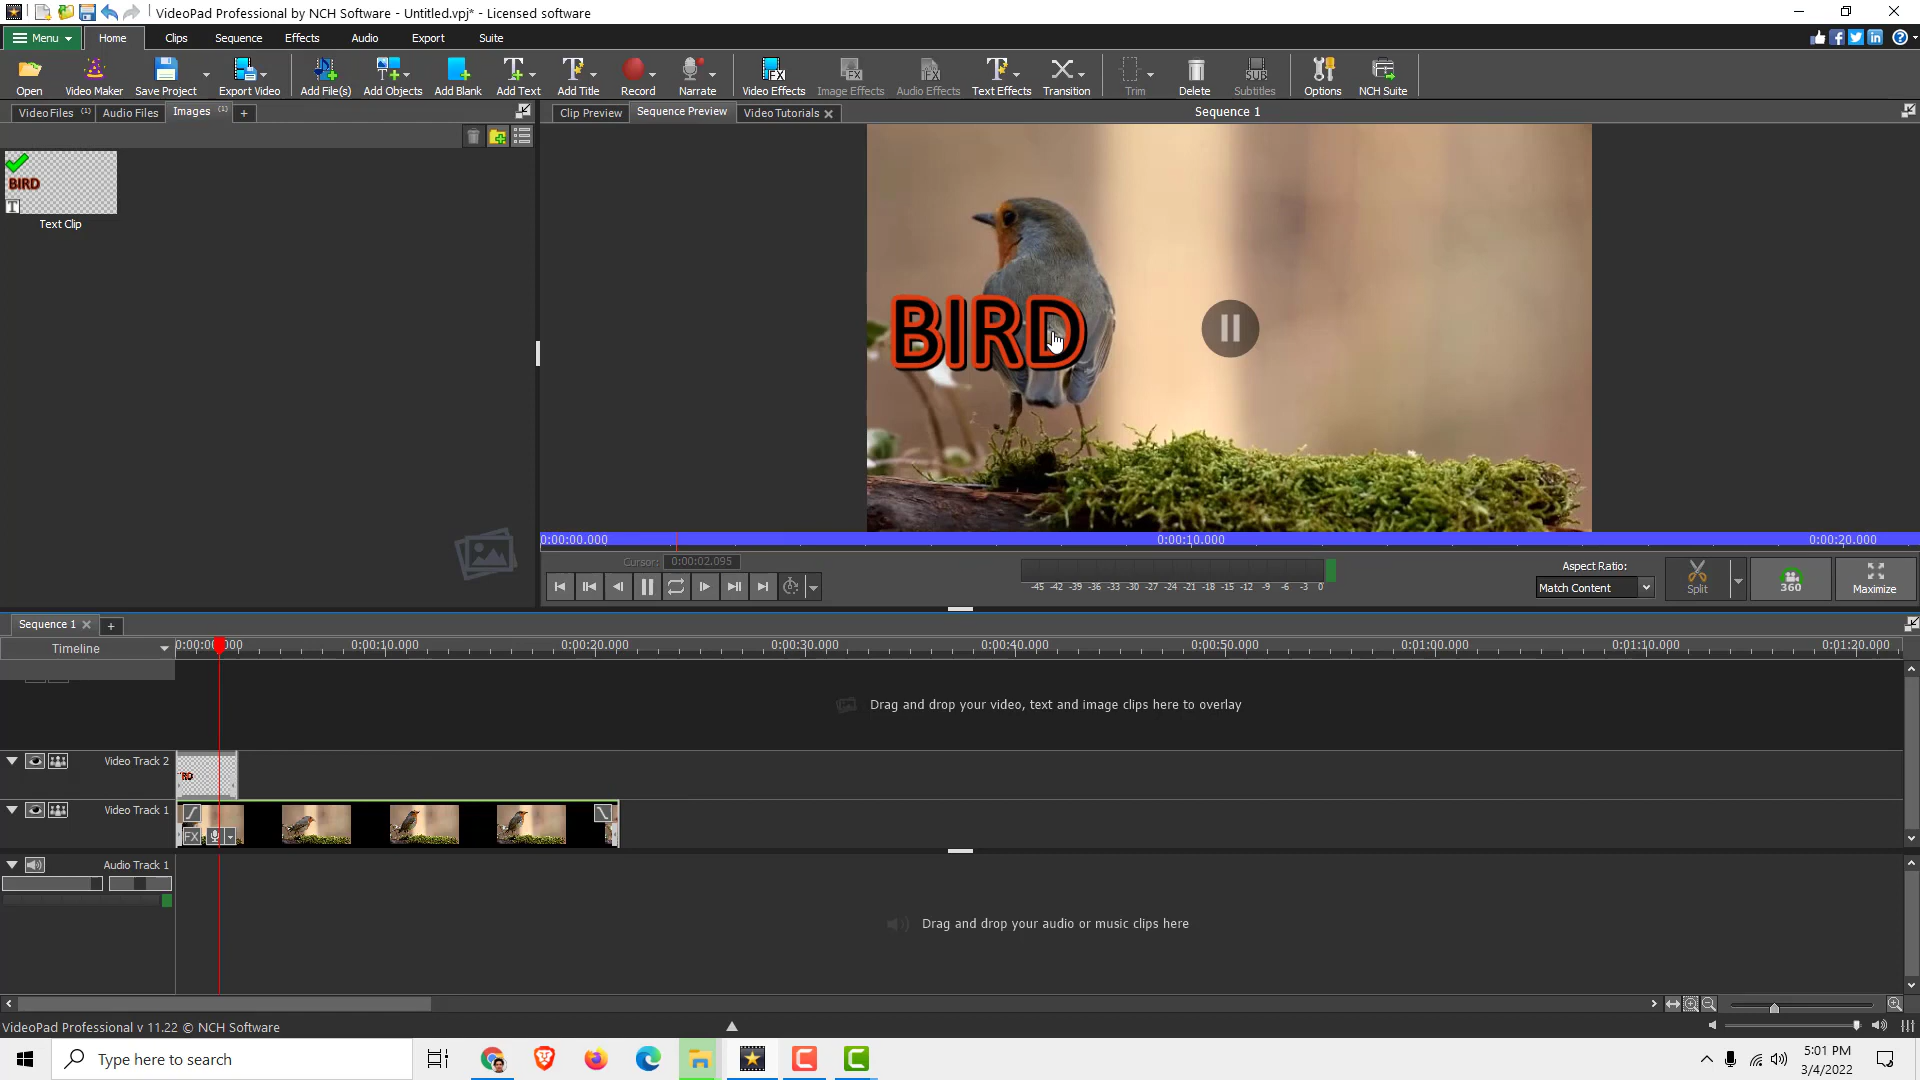 VideoPad Professional by NCH Software - Untitled.vpj* - Licensed software
Menu Home Clips Sequence Effects Audio Export Suite
Open Video Maker Save Project Export Video Add File(s) Add Objects Add Blank Add Text Add Title Record Narrate Video Effects Image Effects Audio Effects Text Effects Transition Trim Delete Subtitles Options NCH Suite
Video Files (1) Audio Files Images (1) +
Clip Preview Sequence Preview Video Tutorials Sequence 1
BIRD
Text Clip
BIRD
0:00:00.000 0:00:10.000 0:00:20.000
Cursor: 0:00:02.095
-45 -42 -39 -36 -33 -30 -27 -24 -21 -18 -15 -12 -9 -6 -3 0
Aspect Ratio:
Match Content
Split
360
Maximize
Sequence 1 +
Timeline
0:00:10.000 0:00:20.000 0:00:30.000 0:00:40.000 0:00:50.000 0:01:00.000 0:01:10.000 0:01:20.000
Drag and drop your video, text and image clips here to overlay
Video Track 2
Video Track 1
FX
Audio Track 1
Drag and drop your audio or music clips here
VideoPad Professional v 11.22 © NCH Software
Type here to search
5:01 PM
3/4/2022